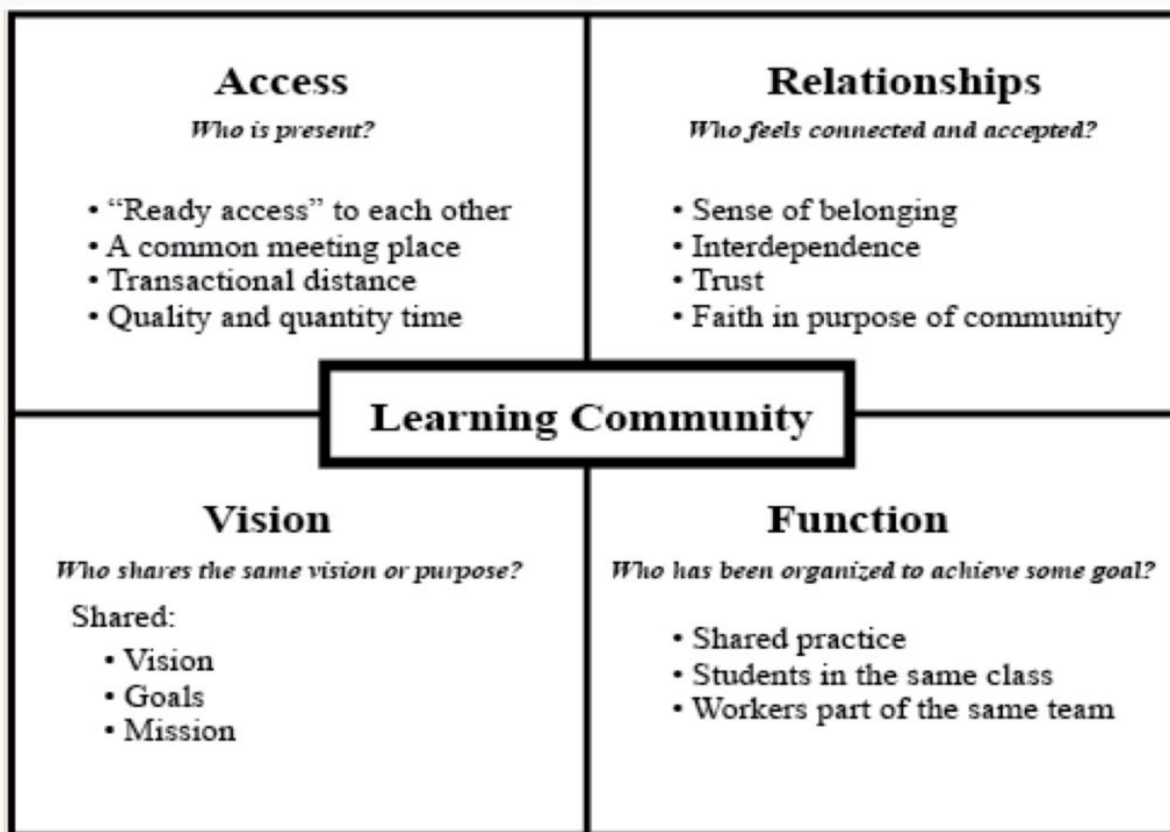 Access
Who is present?
• “Ready access” to each other
• A common meeting place
• Transactional distance
• Quality and quantity time
Relationships
Who feels connected and accepted?
• Sense of belonging
• Interdependence
• Trust
• Faith in purpose of community
Learning Community
Vision
Who shares the same vision or purpose?
Shared:
• Vision
• Goals
• Mission
Function
Who has been organized to achieve some goal?
• Shared practice
• Students in the same class
• Workers part of the same team